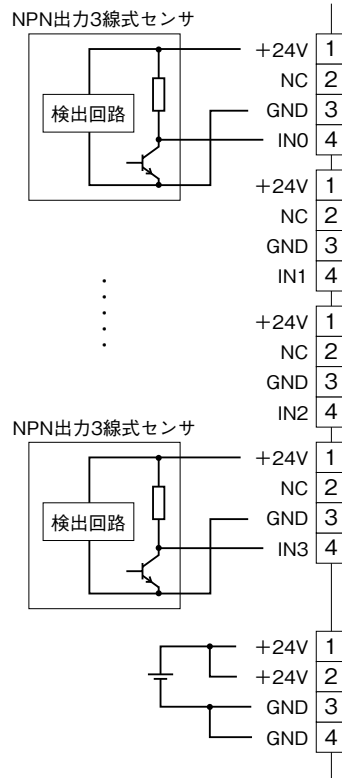 NPN出力3線式センサ
検出回路
+24V 1
NC 2
GND 3
IN0 4
+24V 1
NC 2
GND 3
IN1 4
+24V 1
NC 2
GND 3
IN2 4
NPN出力3線式センサ
検出回路
+24V 1
NC 2
GND 3
IN3 4
+24V 1
+24V 2
GND 3
GND 4